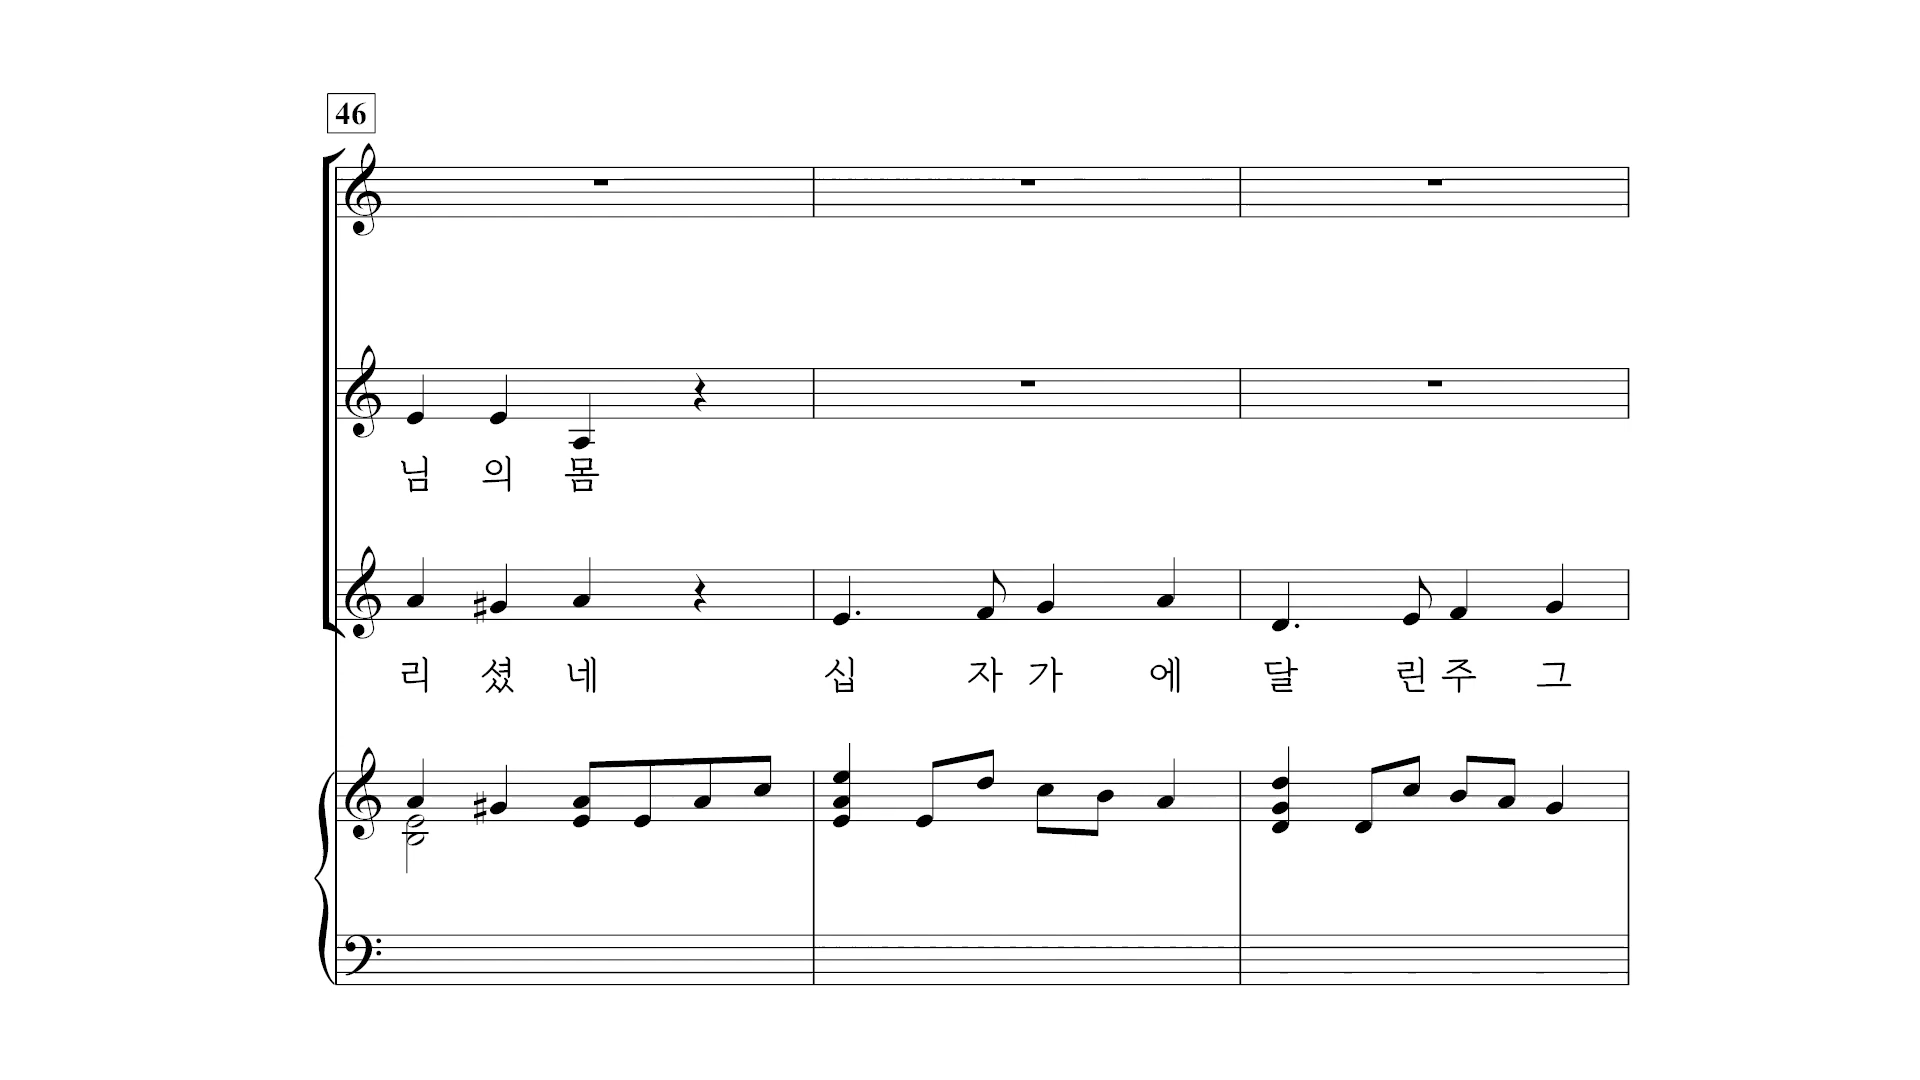 46
님 의 몸
리 셨 네 십 자 가 에 달 린 주 그